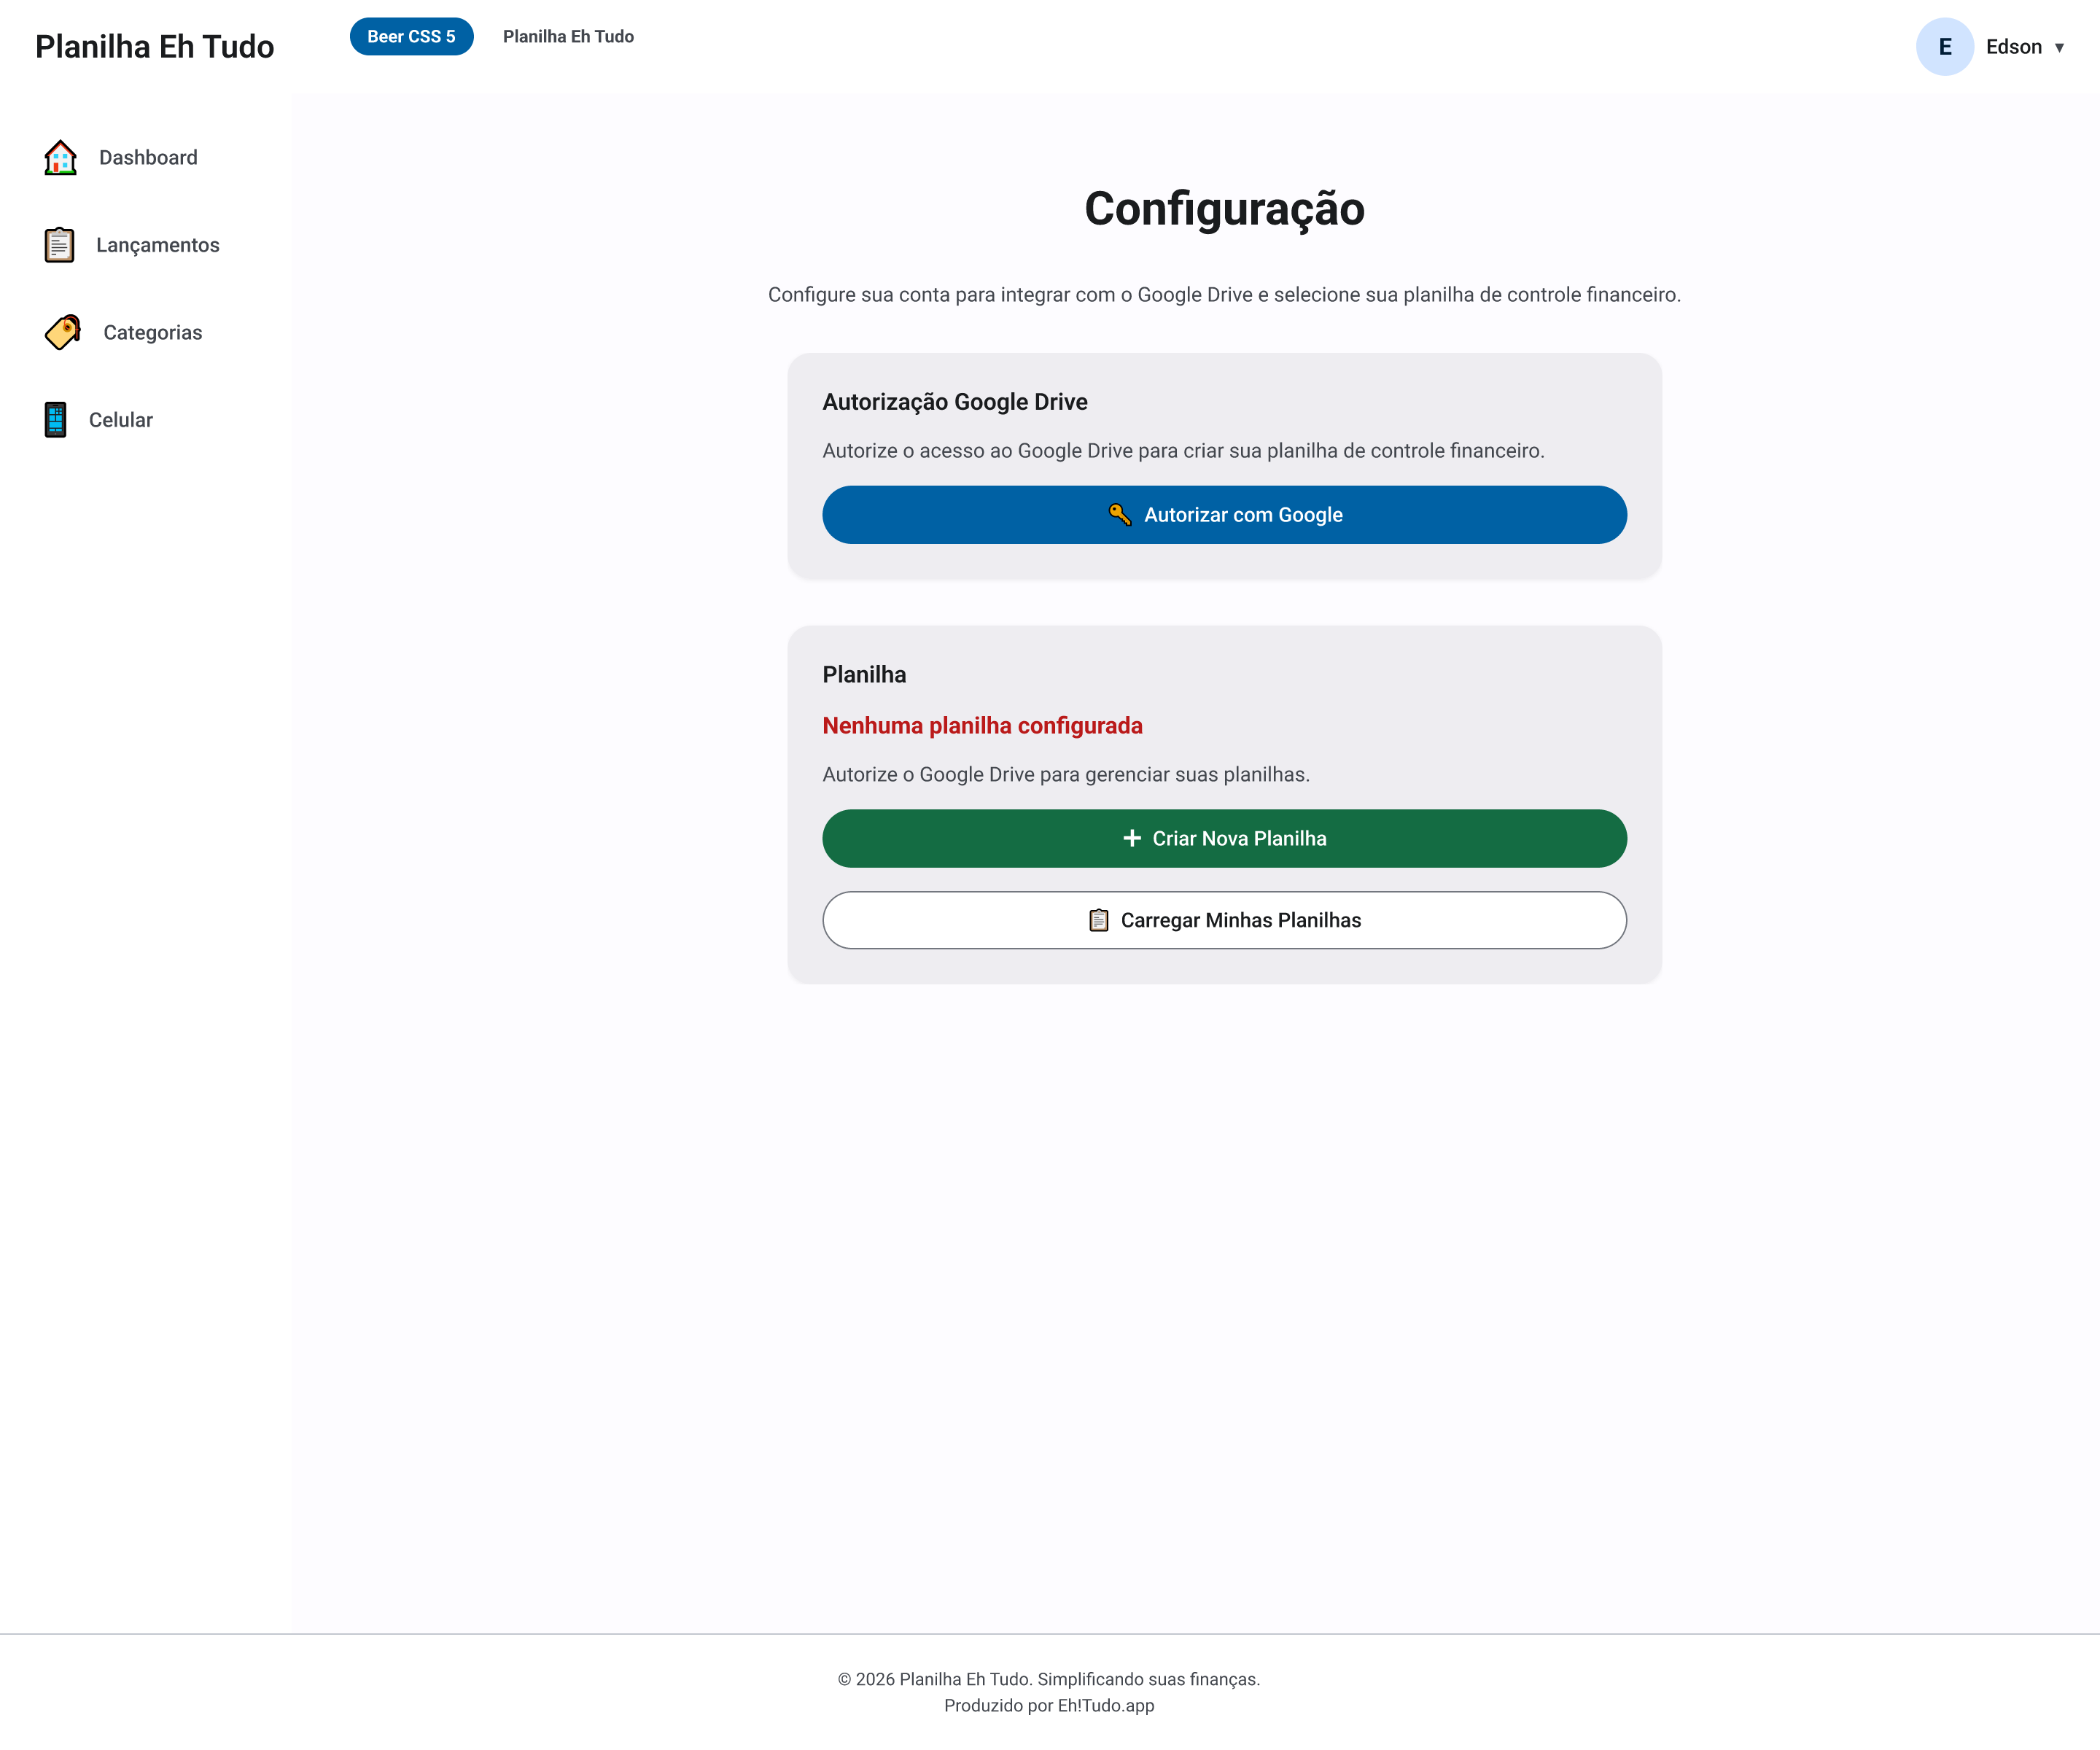 Planilha Eh Tudo
Beer CSS 5
Planilha Eh Tudo
E
Edson ▼
Dashboard
Lançamentos
Categorias
Celular
Configuração
Configure sua conta para integrar com o Google Drive e selecione sua planilha de controle financeiro.
Autorização Google Drive
Autorize o acesso ao Google Drive para criar sua planilha de controle financeiro.
Autorizar com Google
Planilha
Nenhuma planilha configurada
Autorize o Google Drive para gerenciar suas planilhas.
Criar Nova Planilha
Carregar Minhas Planilhas
© 2026 Planilha Eh Tudo. Simplificando suas finanças.
Produzido por Eh!Tudo.app